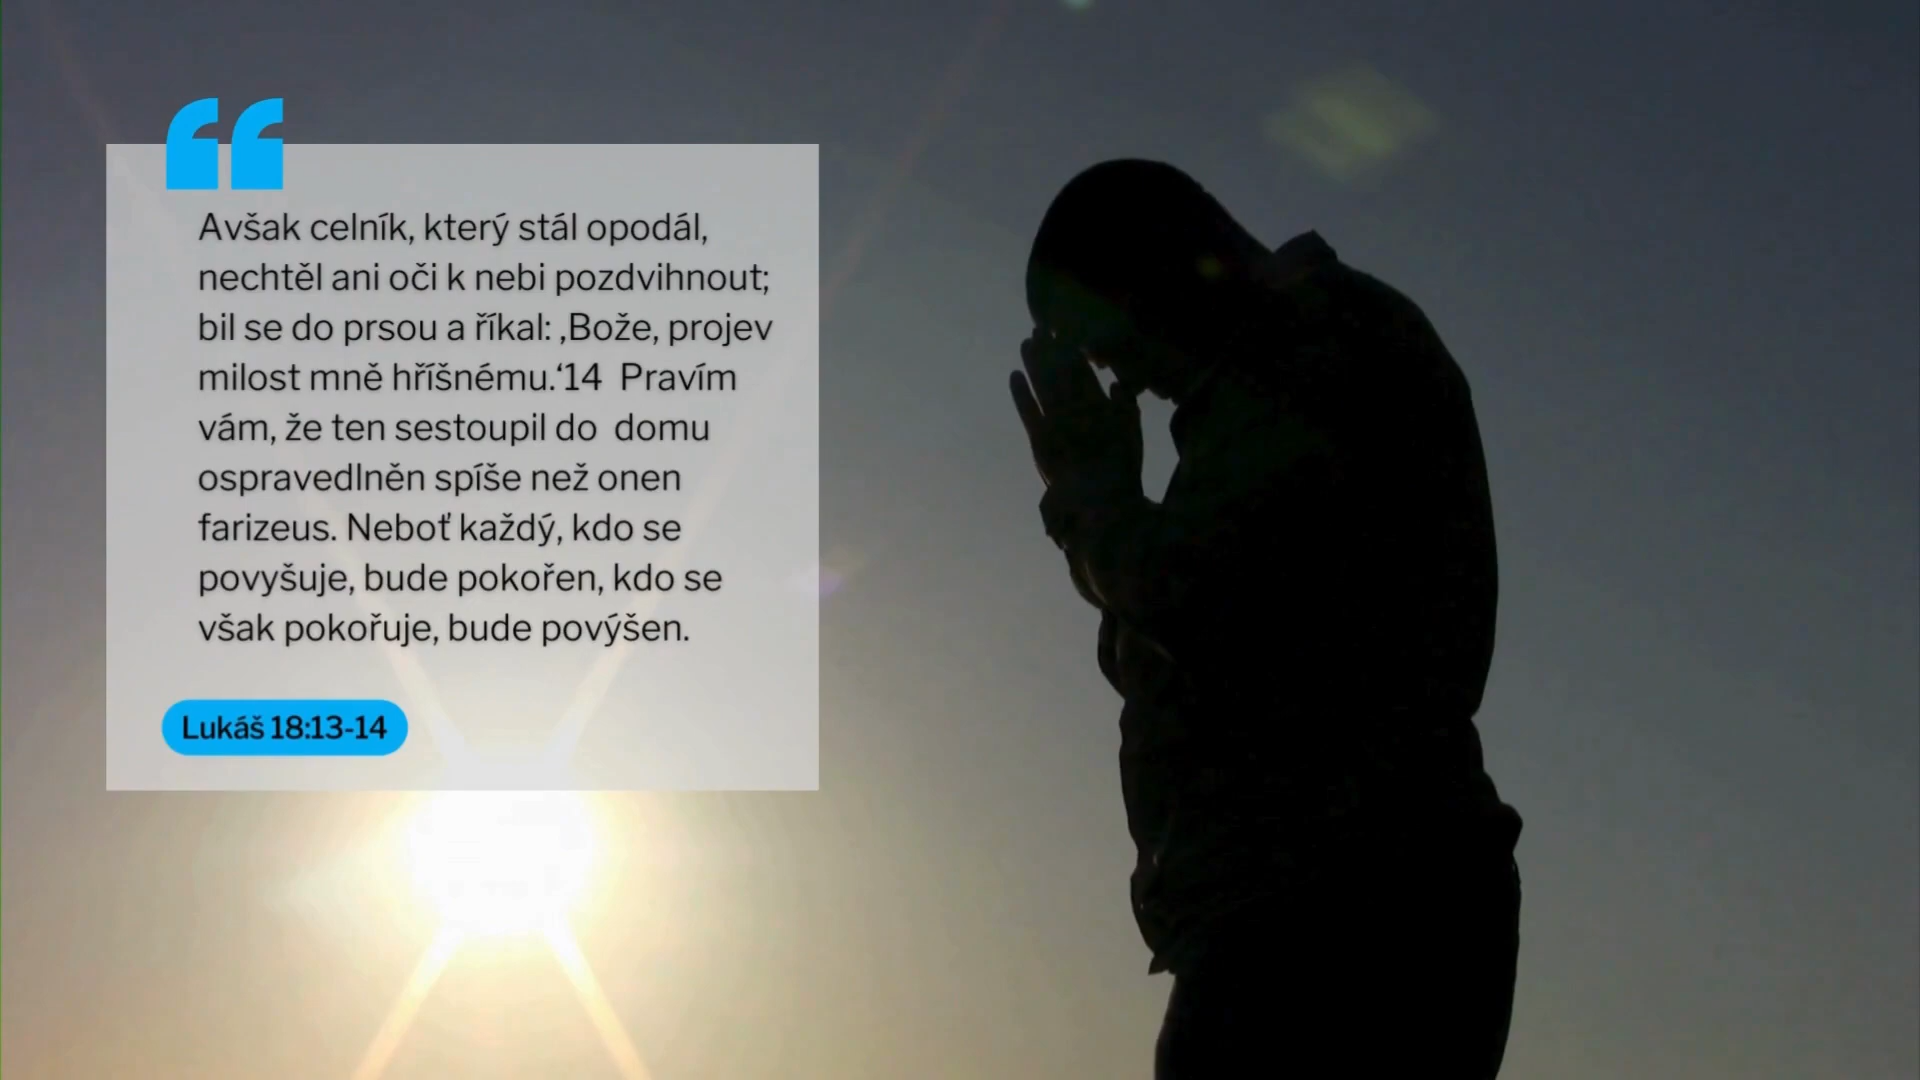 Avšak celník, který stál opodál,
nechtěl ani oči k nebi pozdvihnout;
bil se do prsou a říkal: ‚Bože, projev
milost mně hříšnému.‘14  Pravím
vám, že ten sestoupil do  domu
ospravedlněn spíše než onen
farizeus. Neboť každý, kdo se
povyšuje, bude pokořen, kdo se
však pokořuje, bude povýšen.
Lukáš 18:13-14